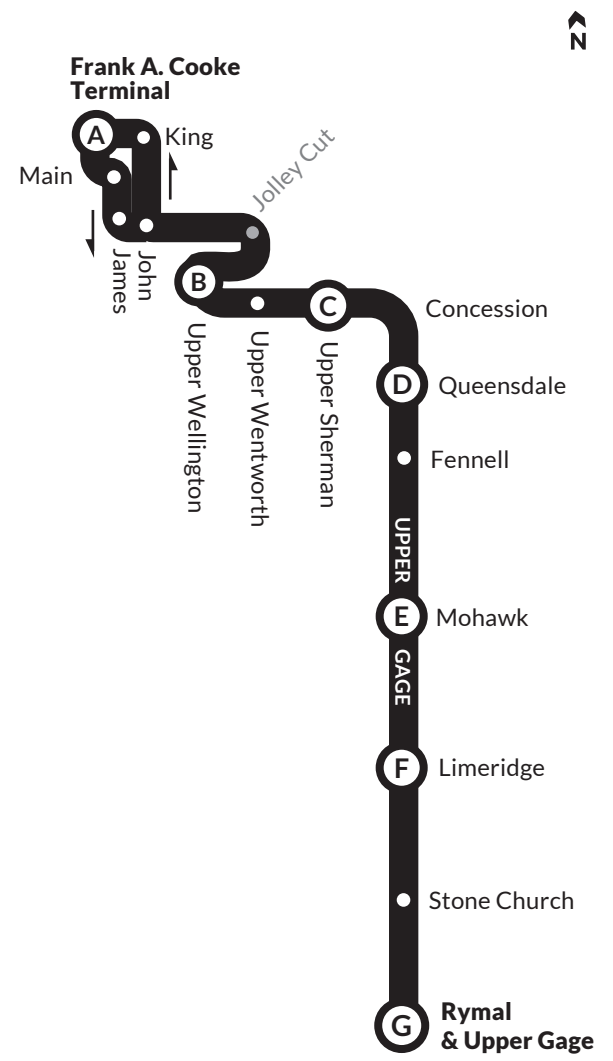 N
Frank A. Cooke
Terminal
A
King
Main
Jolley Cut
James
John
B
C
Concession
Upper Wellington
Upper Wentworth
Upper Sherman
D
Queensdale
Fennell
UPPER
E
Mohawk
GAGE
F
Limeridge
Stone Church
G
Rymal
& Upper Gage